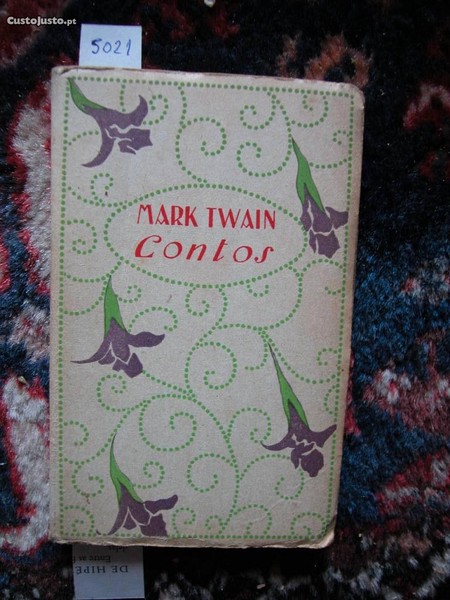 Custojusto.pt
5021
MARK TWAIN
Contos
DE HIPE